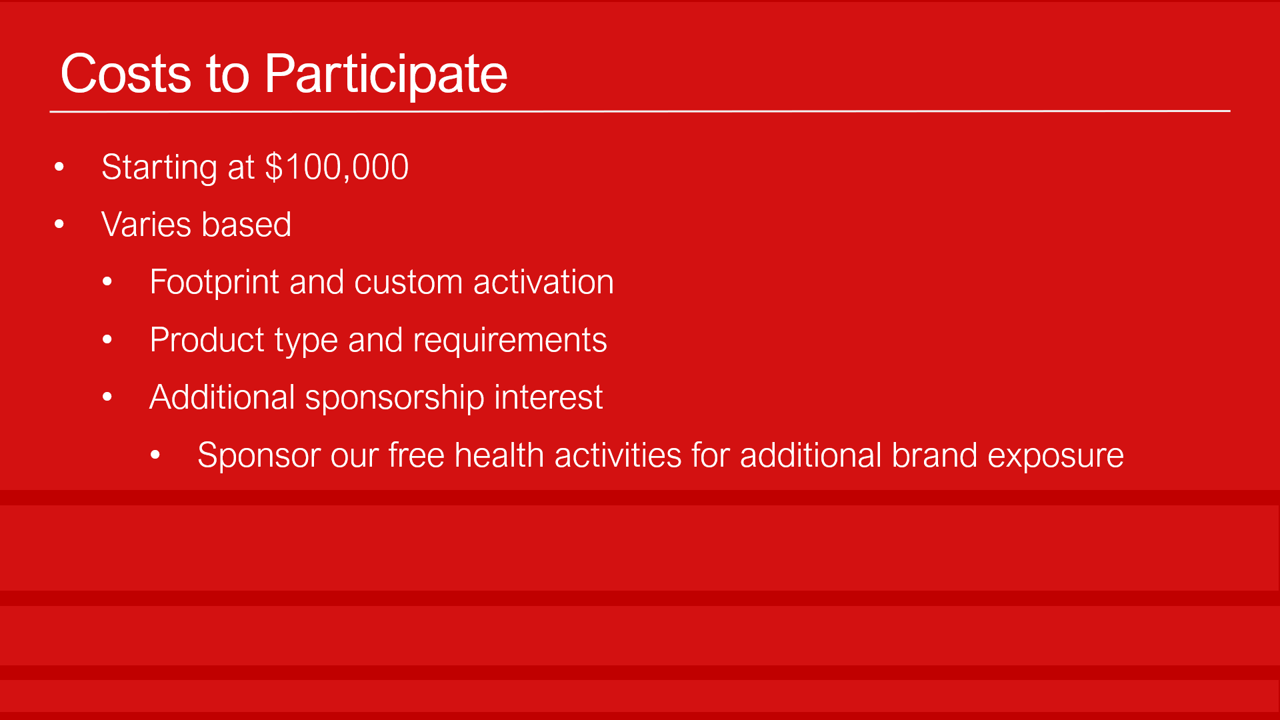 Costs to Participate
• Starting at $100,000
• Varies based
• Footprint and custom activation
• Product type and requirements
• Additional sponsorship interest
• Sponsor our free health activities for additional brand exposure